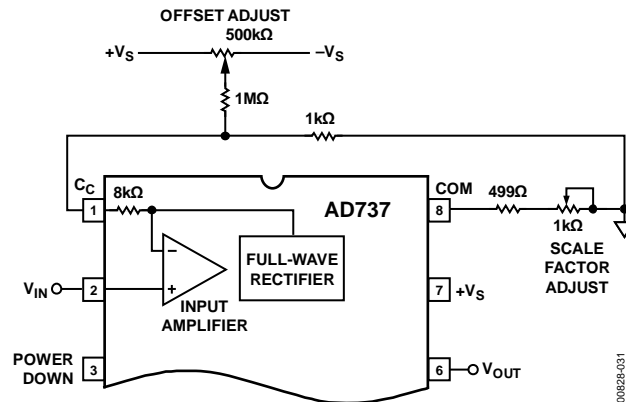 OFFSET ADJUST
500kΩ
+VS
–VS
1MΩ
1kΩ
CC
8kΩ
AD737
COM
499Ω
1
8
1kΩ
SCALE
FACTOR
ADJUST
–
+
FULL-WAVE
RECTIFIER
VIN
2
INPUT
AMPLIFIER
7
+VS
POWER
DOWN
3
6
VOUT
00828-031